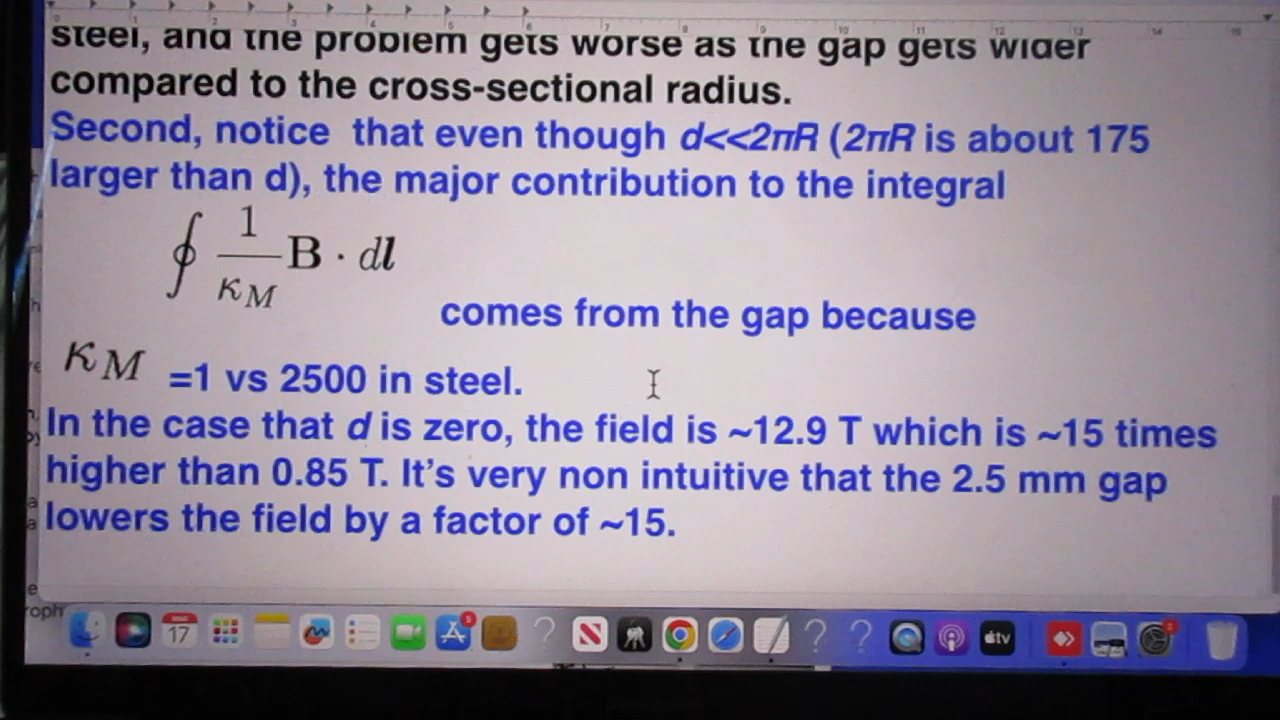 steel, and the problem gets worse as the gap gets wider
compared to the cross-sectional radius.
Second, notice that even though d<<2πR (2πR is about 175
larger than d), the major contribution to the integral
∮ 1/κM B · dl
comes from the gap because
κM =1 vs 2500 in steel.
In the case that d is zero, the field is ~12.9 T which is ~15 times
higher than 0.85 T. It's very non intuitive that the 2.5 mm gap
lowers the field by a factor of ~15.
roph
17
tv